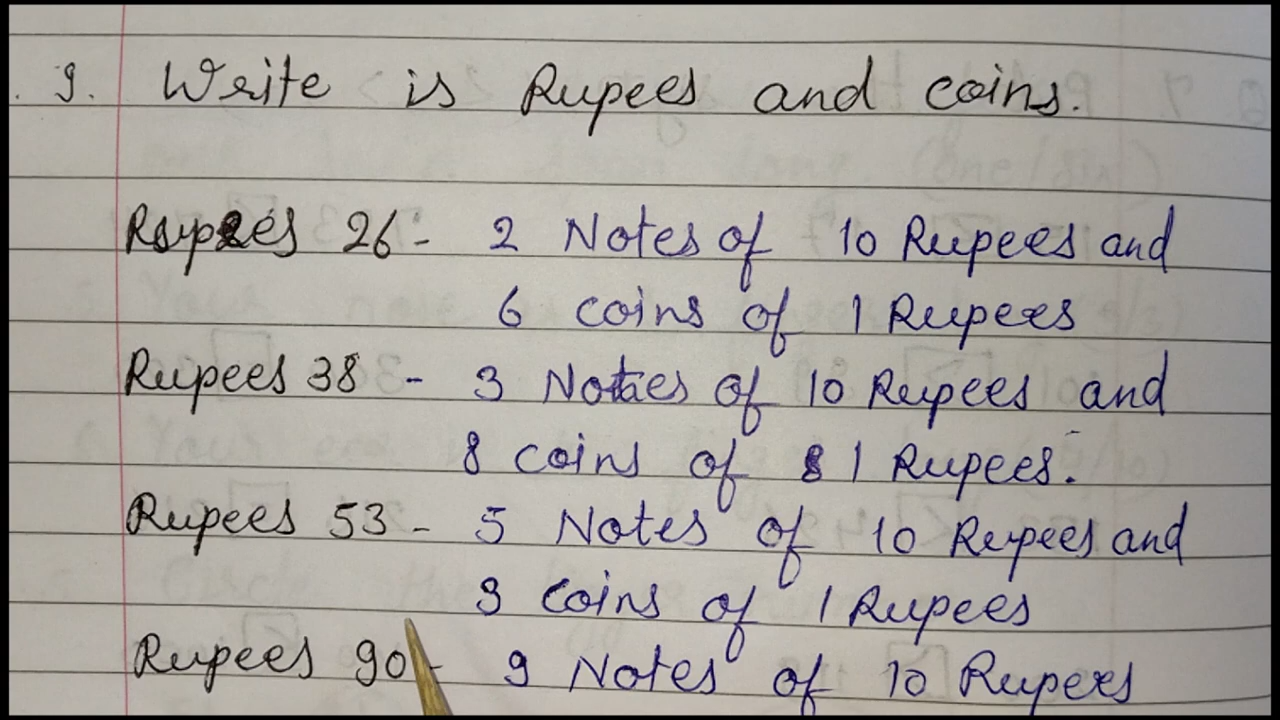 9. Write is Rupees and coins.
Rupees 26 - 2 Notes of 10 Rupees and
6 coins of 1 Rupees
Rupees 38 - 3 Notes of 10 Rupees and
8 coins of 1 Rupees.
Rupees 53 - 5 Notes of 10 Rupees and
3 coins of 1 Rupees
Rupees 90 - 9 Notes of 10 Rupees